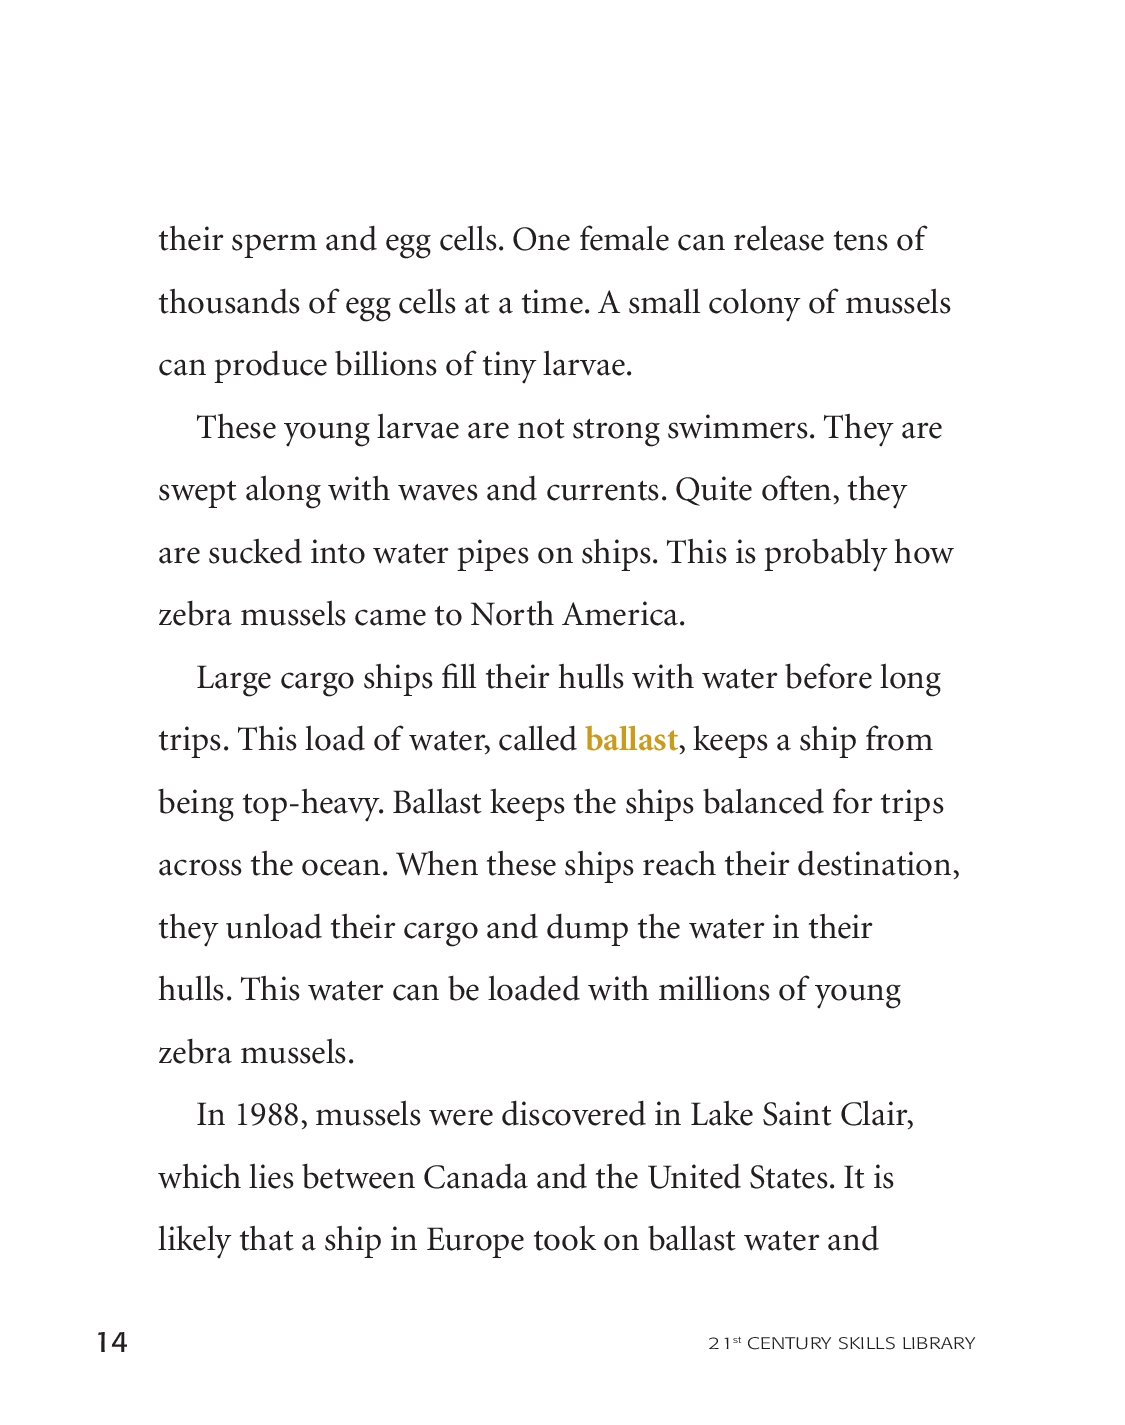 their sperm and egg cells. One female can release tens of
thousands of egg cells at a time. A small colony of mussels
can produce billions of tiny larvae.
These young larvae are not strong swimmers. They are
swept along with waves and currents. Quite often, they
are sucked into water pipes on ships. This is probably how
zebra mussels came to North America.
Large cargo ships fill their hulls with water before long
trips. This load of water, called ballast, keeps a ship from
being top-heavy. Ballast keeps the ships balanced for trips
across the ocean. When these ships reach their destination,
they unload their cargo and dump the water in their
hulls. This water can be loaded with millions of young
zebra mussels.
In 1988, mussels were discovered in Lake Saint Clair,
which lies between Canada and the United States. It is
likely that a ship in Europe took on ballast water and
14
21st CENTURY SKILLS LIBRARY